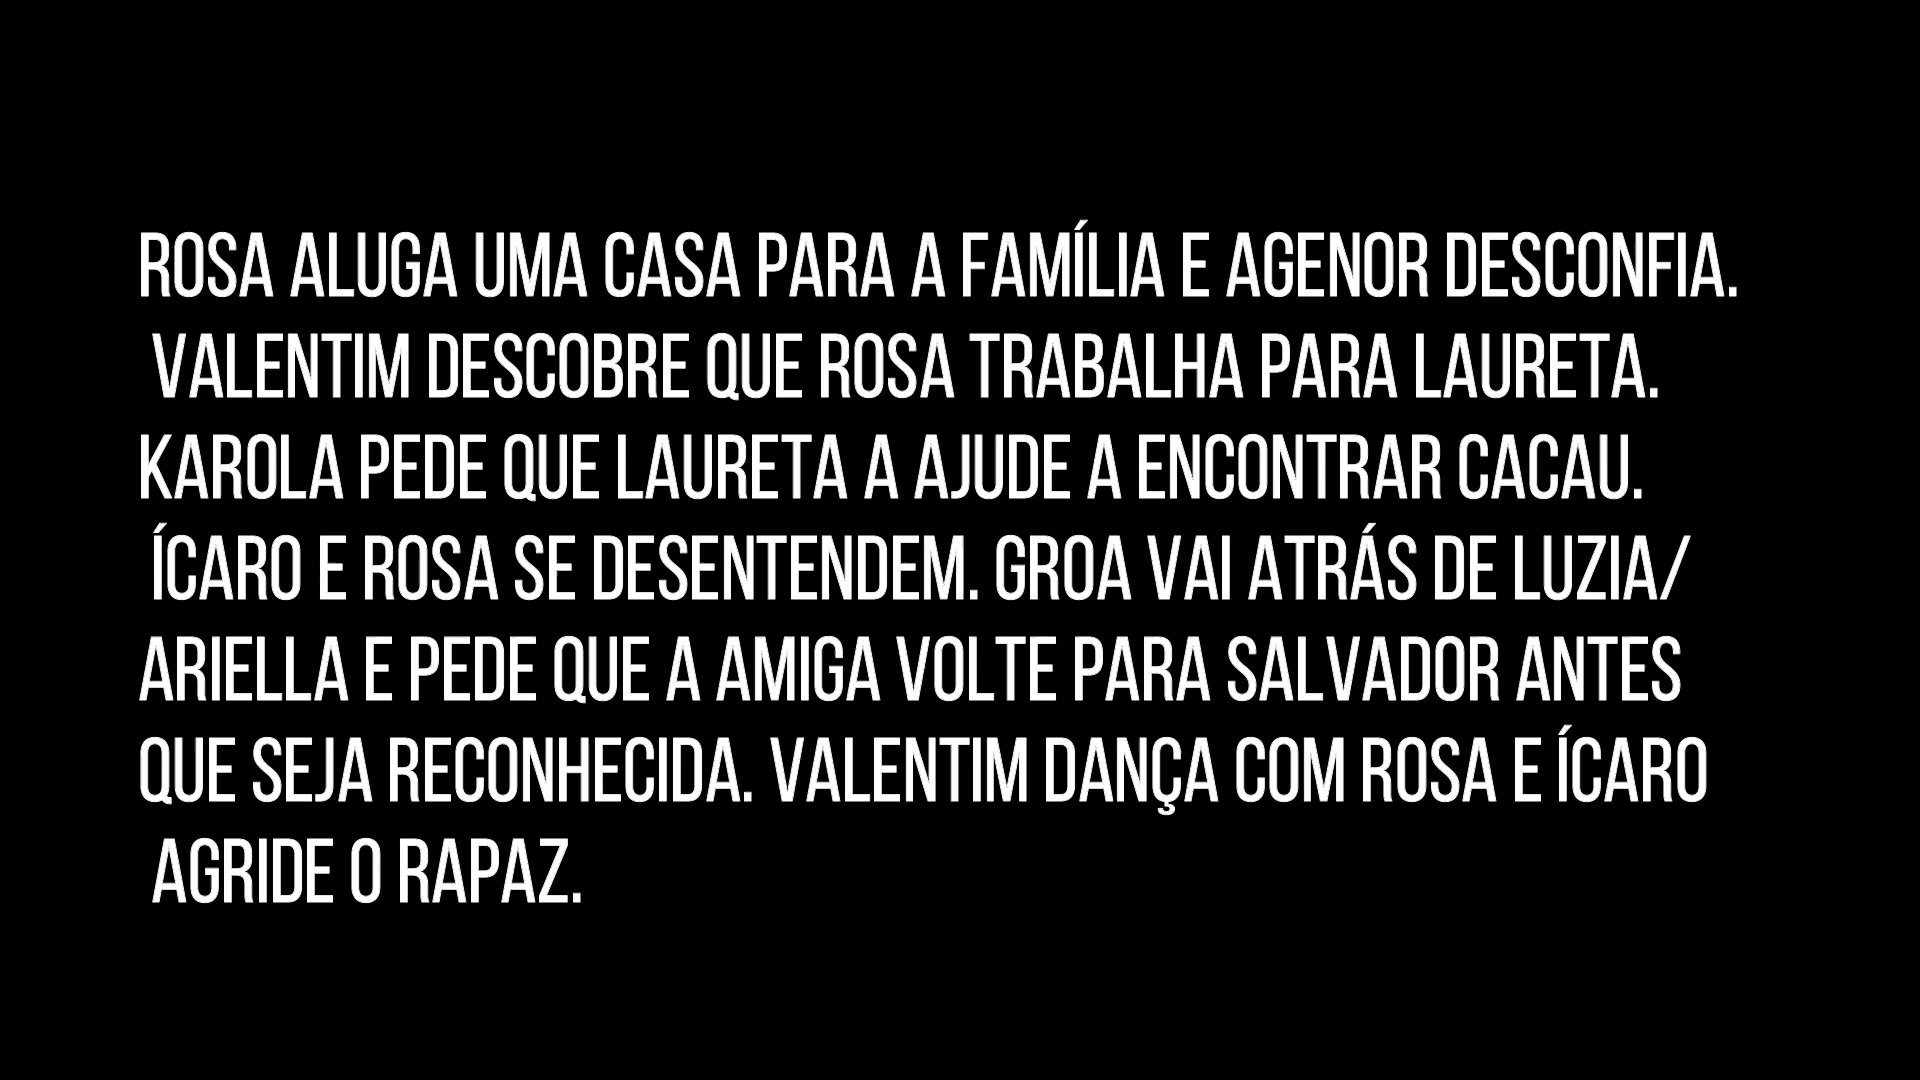 ROSA ALUGA UMA CASA PARA A FAMÍLIA E AGENOR DESCONFIA.
VALENTIM DESCOBRE QUE ROSA TRABALHA PARA LAURETA.
KAROLA PEDE QUE LAURETA A AJUDE A ENCONTRAR CACAU.
ÍCARO E ROSA SE DESENTENDEM. GROA VAI ATRÁS DE LUZIA/
ARIELLA E PEDE QUE A AMIGA VOLTE PARA SALVADOR ANTES
QUE SEJA RECONHECIDA. VALENTIM DANÇA COM ROSA E ÍCARO
AGRIDE O RAPAZ.